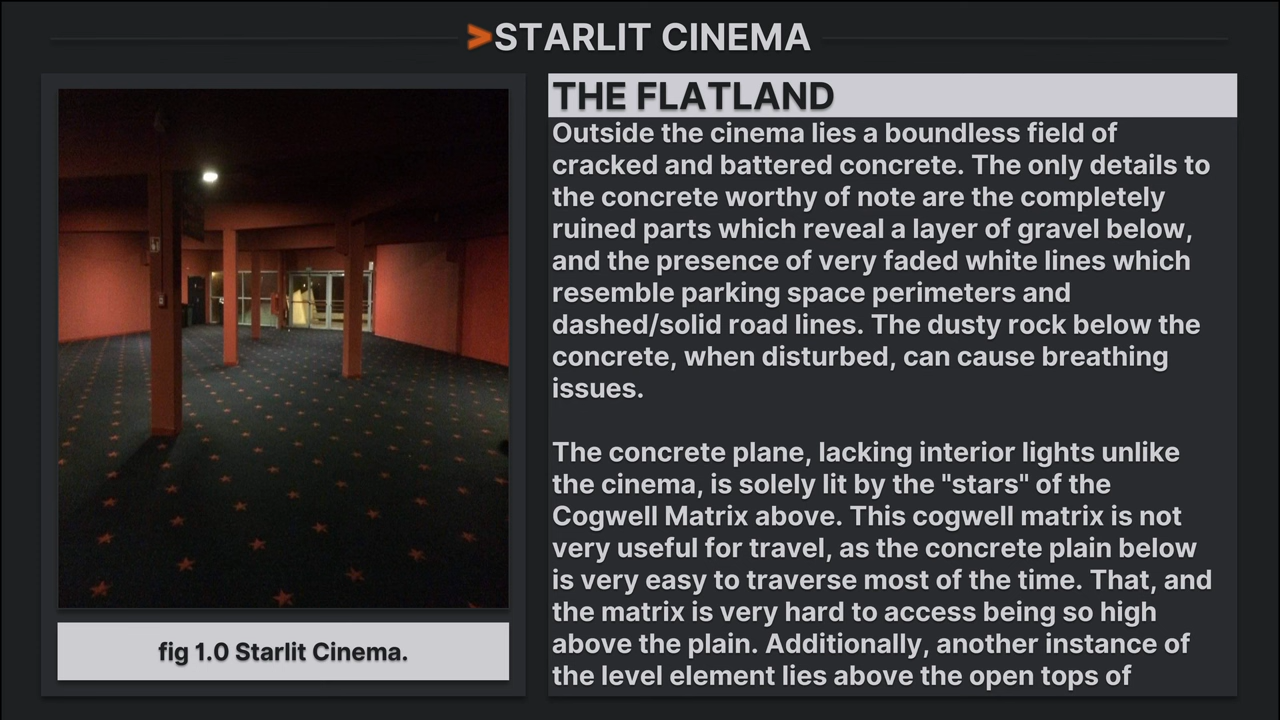 >STARLIT CINEMA
THE FLATLAND
Outside the cinema lies a boundless field of
cracked and battered concrete. The only details to
the concrete worthy of note are the completely
ruined parts which reveal a layer of gravel below,
and the presence of very faded white lines which
resemble parking space perimeters and
dashed/solid road lines. The dusty rock below the
concrete, when disturbed, can cause breathing
issues.
The concrete plane, lacking interior lights unlike
the cinema, is solely lit by the "stars" of the
Cogwell Matrix above. This cogwell matrix is not
very useful for travel, as the concrete plain below
is very easy to traverse most of the time. That, and
the matrix is very hard to access being so high
above the plain. Additionally, another instance of
the level element lies above the open tops of
fig 1.0 Starlit Cinema.